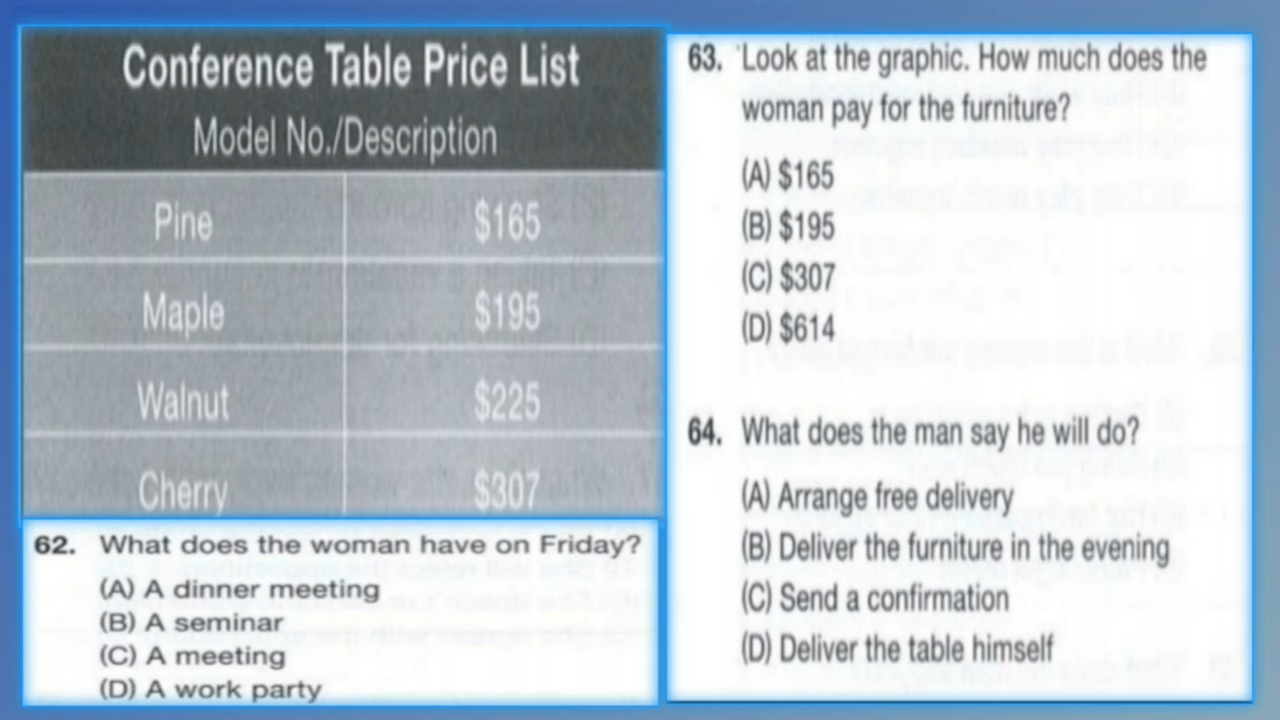 Conference Table Price List
Model No./Description
Pine $165
Maple $195
Walnut $225
Cherry $307
62. What does the woman have on Friday?
(A) A dinner meeting
(B) A seminar
(C) A meeting
(D) A work party
63. Look at the graphic. How much does the
woman pay for the furniture?
(A) $165
(B) $195
(C) $307
(D) $614
64. What does the man say he will do?
(A) Arrange free delivery
(B) Deliver the furniture in the evening
(C) Send a confirmation
(D) Deliver the table himself